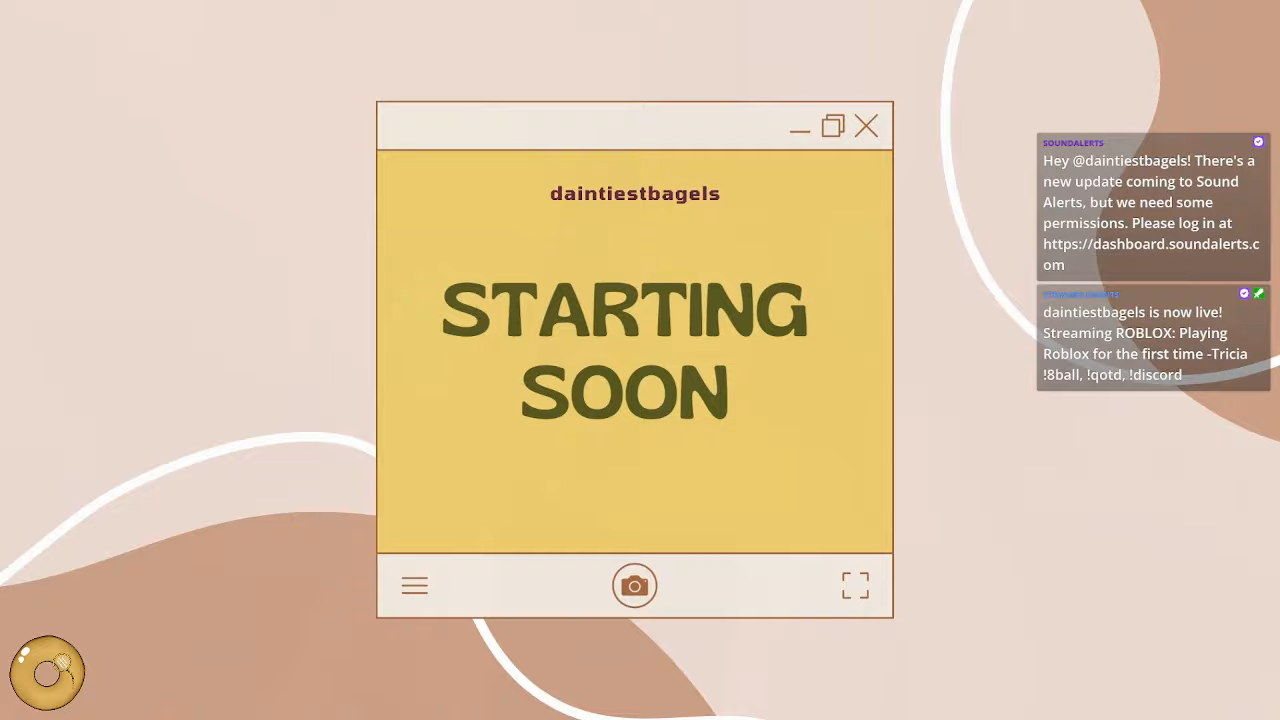 daintiestbagels
STARTING
SOON
SOUNDALERTS
Hey @daintiestbagels! There's a
new update coming to Sound
Alerts, but we need some
permissions. Please log in at
https://dashboard.soundalerts.c
om
daintiestbagels is now live!
Streaming ROBLOX: Playing
Roblox for the first time -Tricia
!8ball, !qotd, !discord